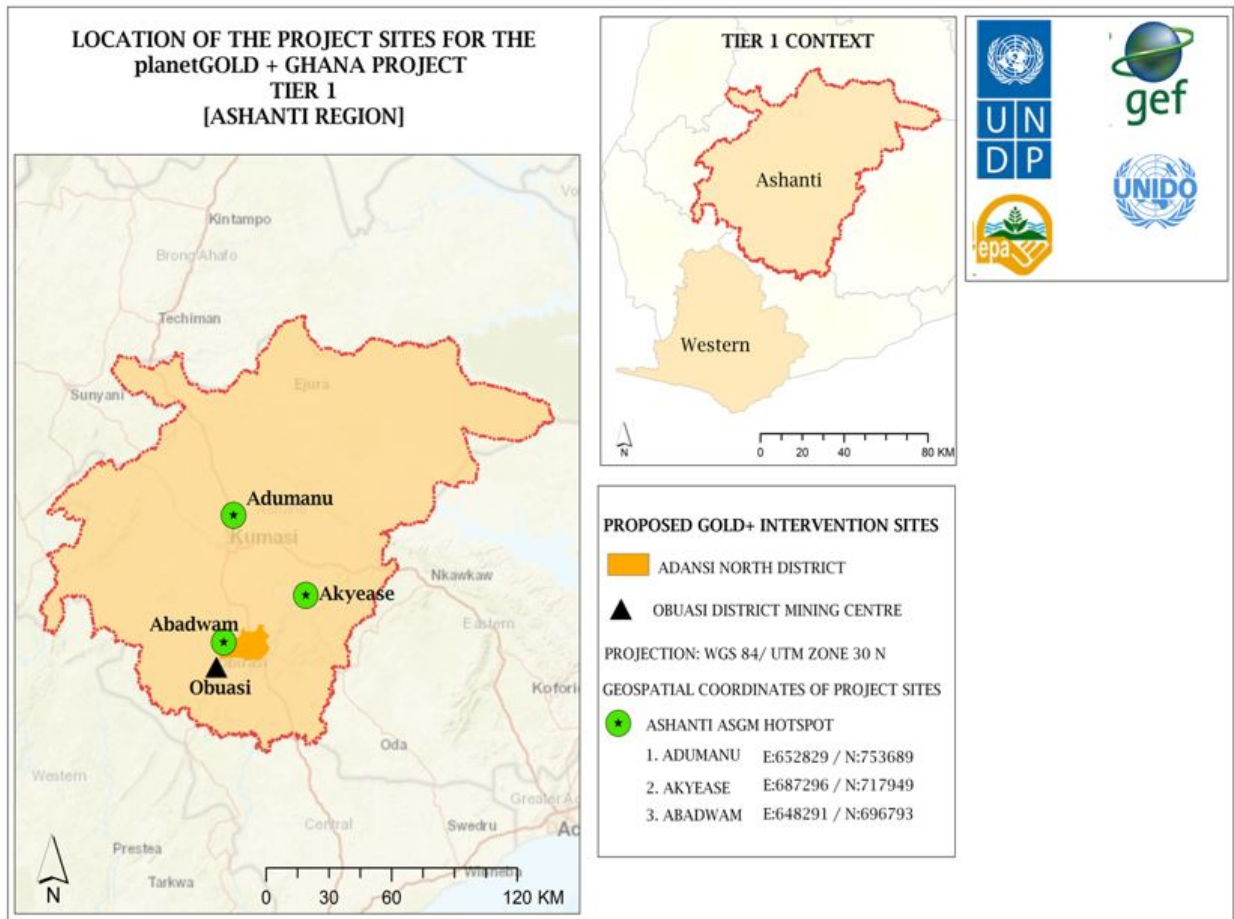 LOCATION OF THE PROJECT SITES FOR THE
planetGOLD + GHANA PROJECT
TIER 1
[ASHANTI REGION]
Kintampo
Brong Ahafo
Techiman
Sunyani
Ejura
Adumanu
Kumasi
Akyease
Nkawkaw
Eastern
Abadwam
Obuasi
Oda
Western
Central
Swedru
Prestea
Tarkwa
N
0 30 60 120 KM
TIER 1 CONTEXT
Ashanti
Western
N
0 20 40 80 KM
U N
D P
gef
epa
UNIDO
PROPOSED GOLD+ INTERVENTION SITES
ADANSI NORTH DISTRICT
OBUASI DISTRICT MINING CENTRE
PROJECTION: WGS 84/ UTM ZONE 30 N
GEOSPATIAL COORDINATES OF PROJECT SITES
ASHANTI ASGM HOTSPOT
1. ADUMANU E:652829 / N:753689
2. AKYEASE E:687296 / N:717949
3. ABADWAM E:648291 / N:696793